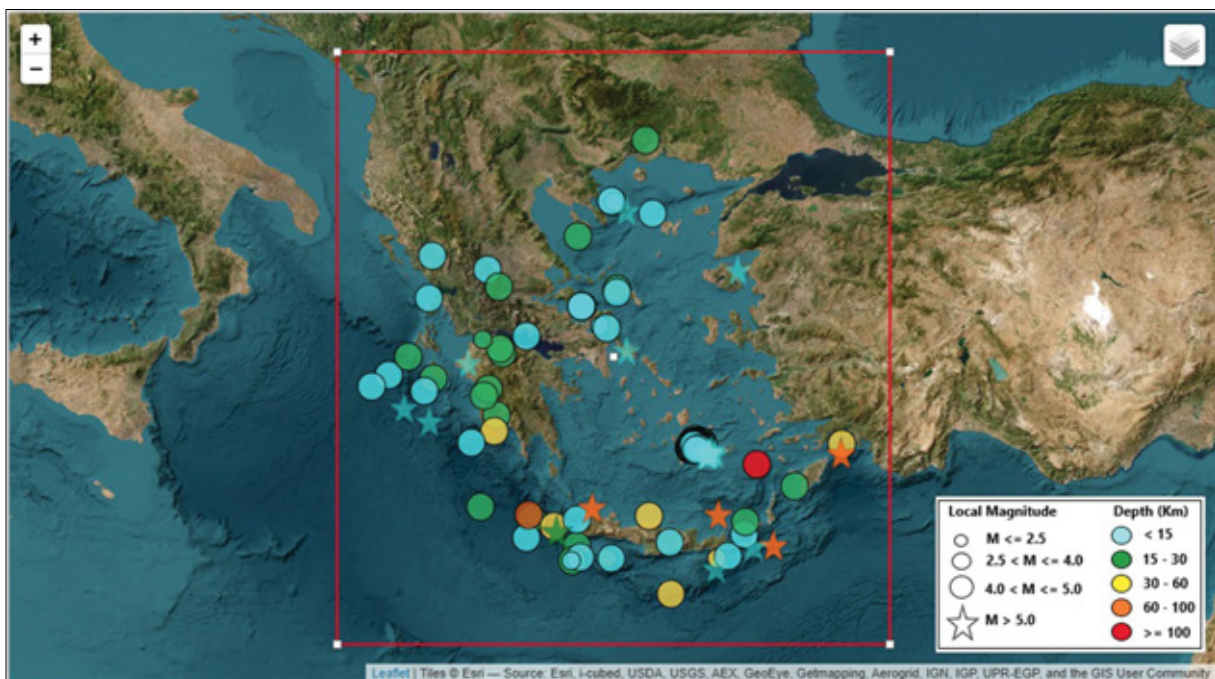 +
−
Local Magnitude
M <= 2.5
2.5 < M <= 4.0
4.0 < M <= 5.0
M > 5.0
Depth (Km)
< 15
15 - 30
30 - 60
60 - 100
>= 100
Leaflet | Tiles © Esri — Source: Esri, i-cubed, USDA, USGS, AEX, GeoEye, Getmapping, Aerogrid, IGN, IGP, UPR-EGP, and the GIS User Community